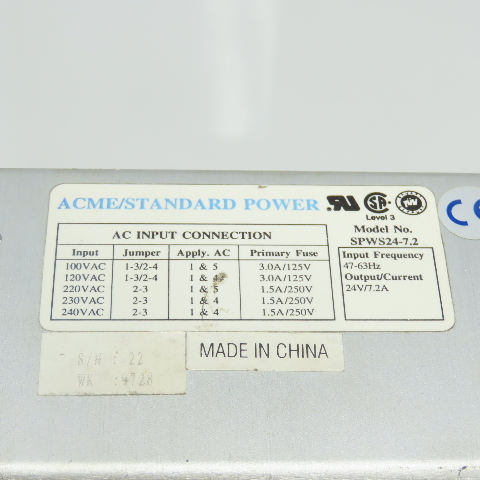 ACME/STANDARD POWER
Level 3
Model No.
SPWS24-7.2
AC INPUT CONNECTION
Input Jumper Apply. AC Primary Fuse
100VAC 1-3/2-4 1 & 5 3.0A/125V
120VAC 1-3/2-4 1 & 4 3.0A/125V
220VAC 2-3 1 & 5 1.5A/250V
230VAC 2-3 1 & 4 1.5A/250V
240VAC 2-3 1 & 4 1.5A/250V
Input Frequency
47-63Hz
Output/Current
24V/7.2A
CE
S/N : 22
WK :9728
MADE IN CHINA